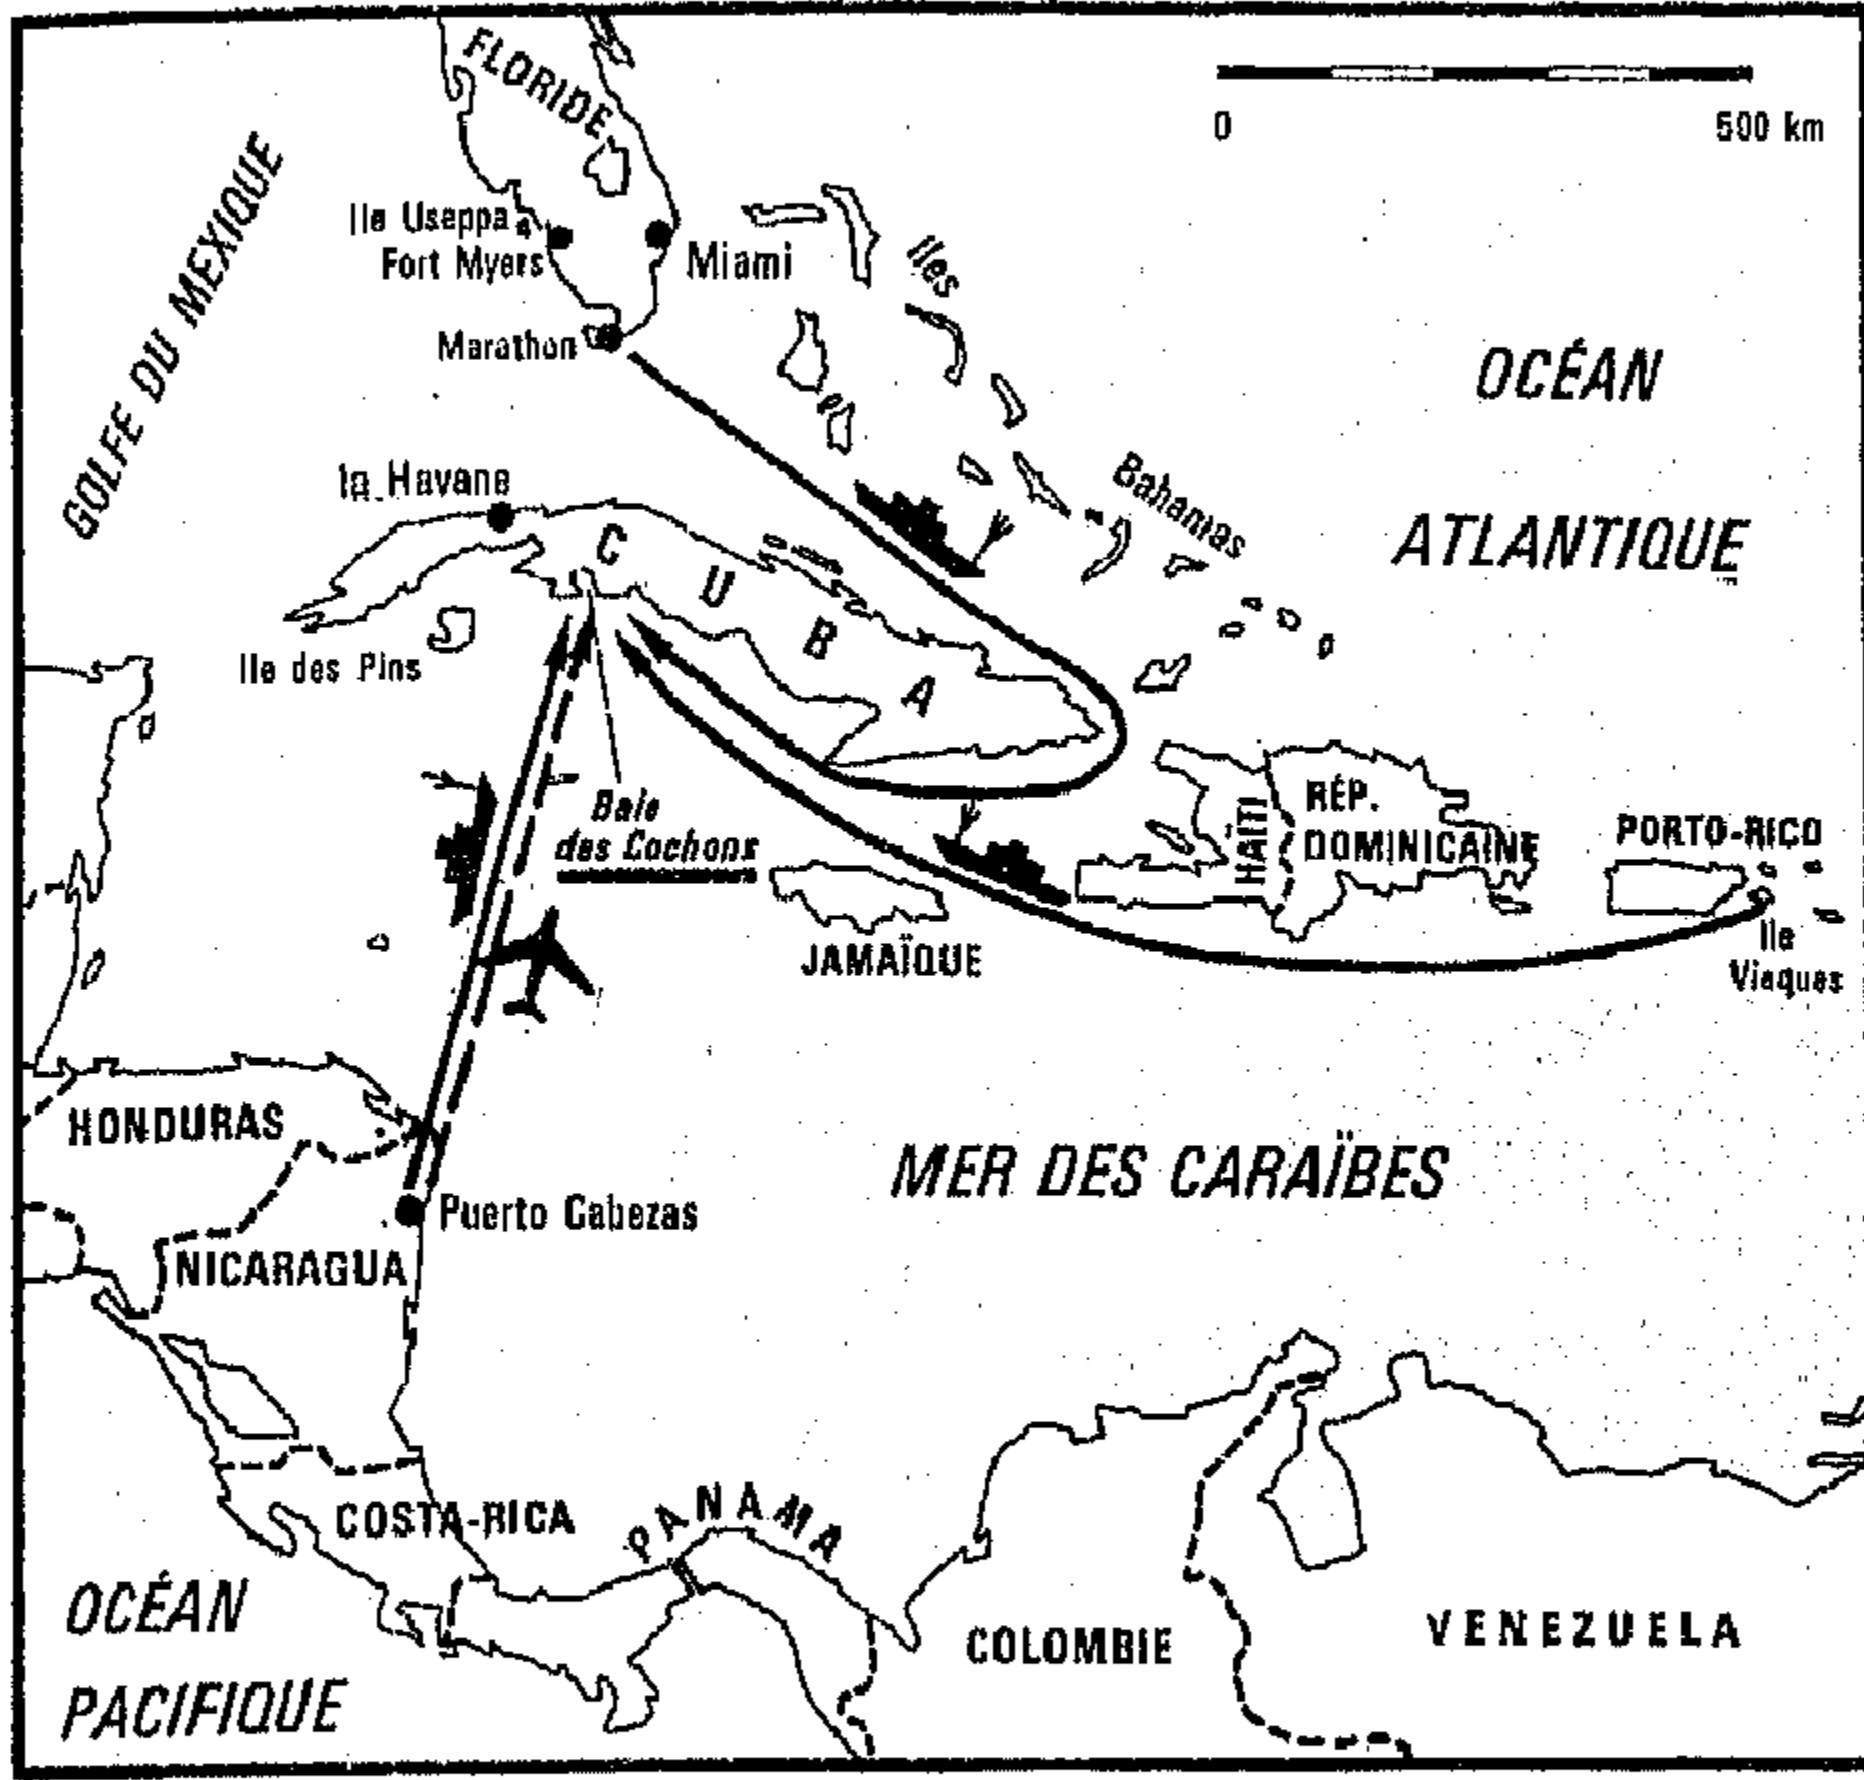 FLORIDE
0 500 km
GOLFE DU MEXIQUE
Ile Useppa
Fort Myers
Miami
Iles
Marathon
OCÉAN
la Havane
Bahamas
ATLANTIQUE
CUBA
Ile des Pins
Baie
des Cochons
HAÏTI
RÉP.
DOMINICAINE
PORTO-RICO
JAMAÏQUE
Ile
Vieques
HONDURAS
MER DES CARAÏBES
Puerto Cabezas
NICARAGUA
COSTA-RICA
PANAMA
OCÉAN
PACIFIQUE
COLOMBIE
VENEZUELA